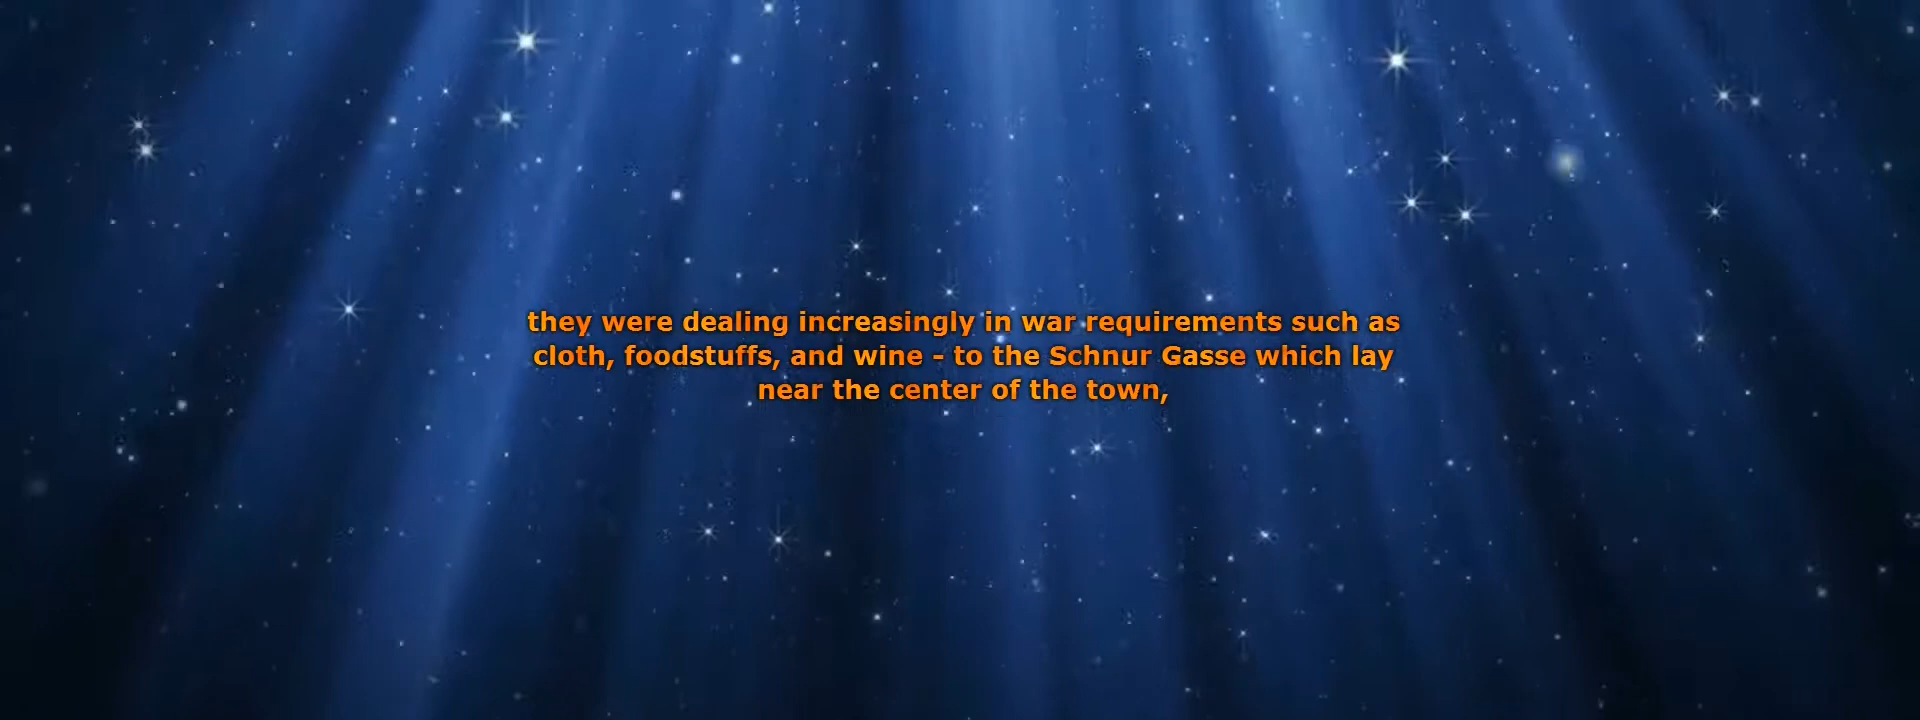 they were dealing increasingly in war requirements such as
cloth, foodstuffs, and wine - to the Schnur Gasse which lay
near the center of the town,